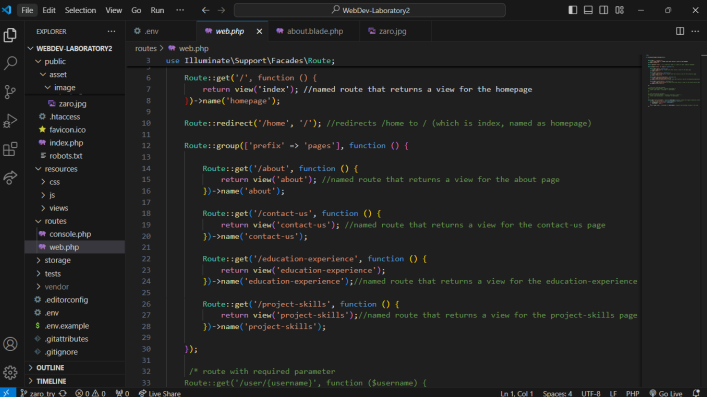 File Edit Selection View Go Run ··· WebDev-Laboratory2
EXPLORER ···
.env web.php about.blade.php zaro.jpg
routes > web.php
WEBDEV-LABORATORY2
public
asset
image
zaro.jpg
.htaccess
favicon.ico
index.php
robots.txt
resources
css
js
views
routes
console.php
web.php
storage
tests
vendor
.editorconfig
.env
.env.example
.gitattributes
.gitignore
OUTLINE
TIMELINE
3 use Illuminate\Support\Facades\Route;
6 Route::get('/', function () {
7 return view('index'); //named route that returns a view for the homepage
8 })->name('homepage');
9
10 Route::redirect('/home', '/'); //redirects /home to / (which is index, named as homepage)
11
12 Route::group(['prefix' => 'pages'], function () {
13
14 Route::get('/about', function () {
15 return view('about'); //named route that returns a view for the about page
16 })->name('about');
17
18 Route::get('/contact-us', function () {
19 return view('contact-us'); //named route that returns a view for the contact-us page
20 })->name('contact-us');
21
22 Route::get('/education-experience', function () {
23 return view('education-experience');
24 })->name('education-experience');//named route that returns a view for the education-experience
25
26 Route::get('/project-skills', function () {
27 return view('project-skills');//named route that returns a view for the project-skills page
28 })->name('project-skills');
29
30 });
31
32 /* route with required parameter
33 Route::get('/user/{username}', function ($username) {
zaro_try 0 0 0 Live Share Ln 1, Col 1 Spaces: 4 UTF-8 LF PHP Go Live